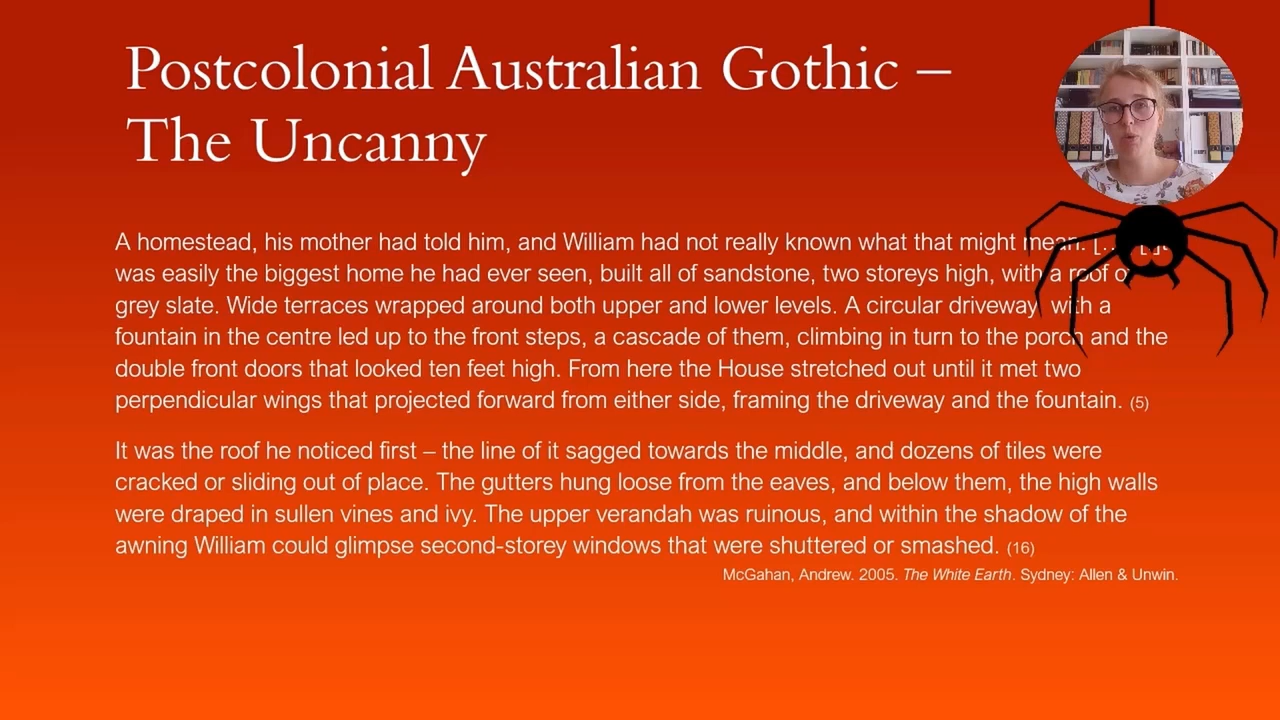 Postcolonial Australian Gothic –
The Uncanny
A homestead, his mother had told him, and William had not really known what that might mean. [… I]t
was easily the biggest home he had ever seen, built all of sandstone, two storeys high, with a roof of
grey slate. Wide terraces wrapped around both upper and lower levels. A circular driveway with a
fountain in the centre led up to the front steps, a cascade of them, climbing in turn to the porch and the
double front doors that looked ten feet high. From here the House stretched out until it met two
perpendicular wings that projected forward from either side, framing the driveway and the fountain. (5)
It was the roof he noticed first – the line of it sagged towards the middle, and dozens of tiles were
cracked or sliding out of place. The gutters hung loose from the eaves, and below them, the high walls
were draped in sullen vines and ivy. The upper verandah was ruinous, and within the shadow of the
awning William could glimpse second-storey windows that were shuttered or smashed. (16)
McGahan, Andrew. 2005. The White Earth. Sydney: Allen & Unwin.